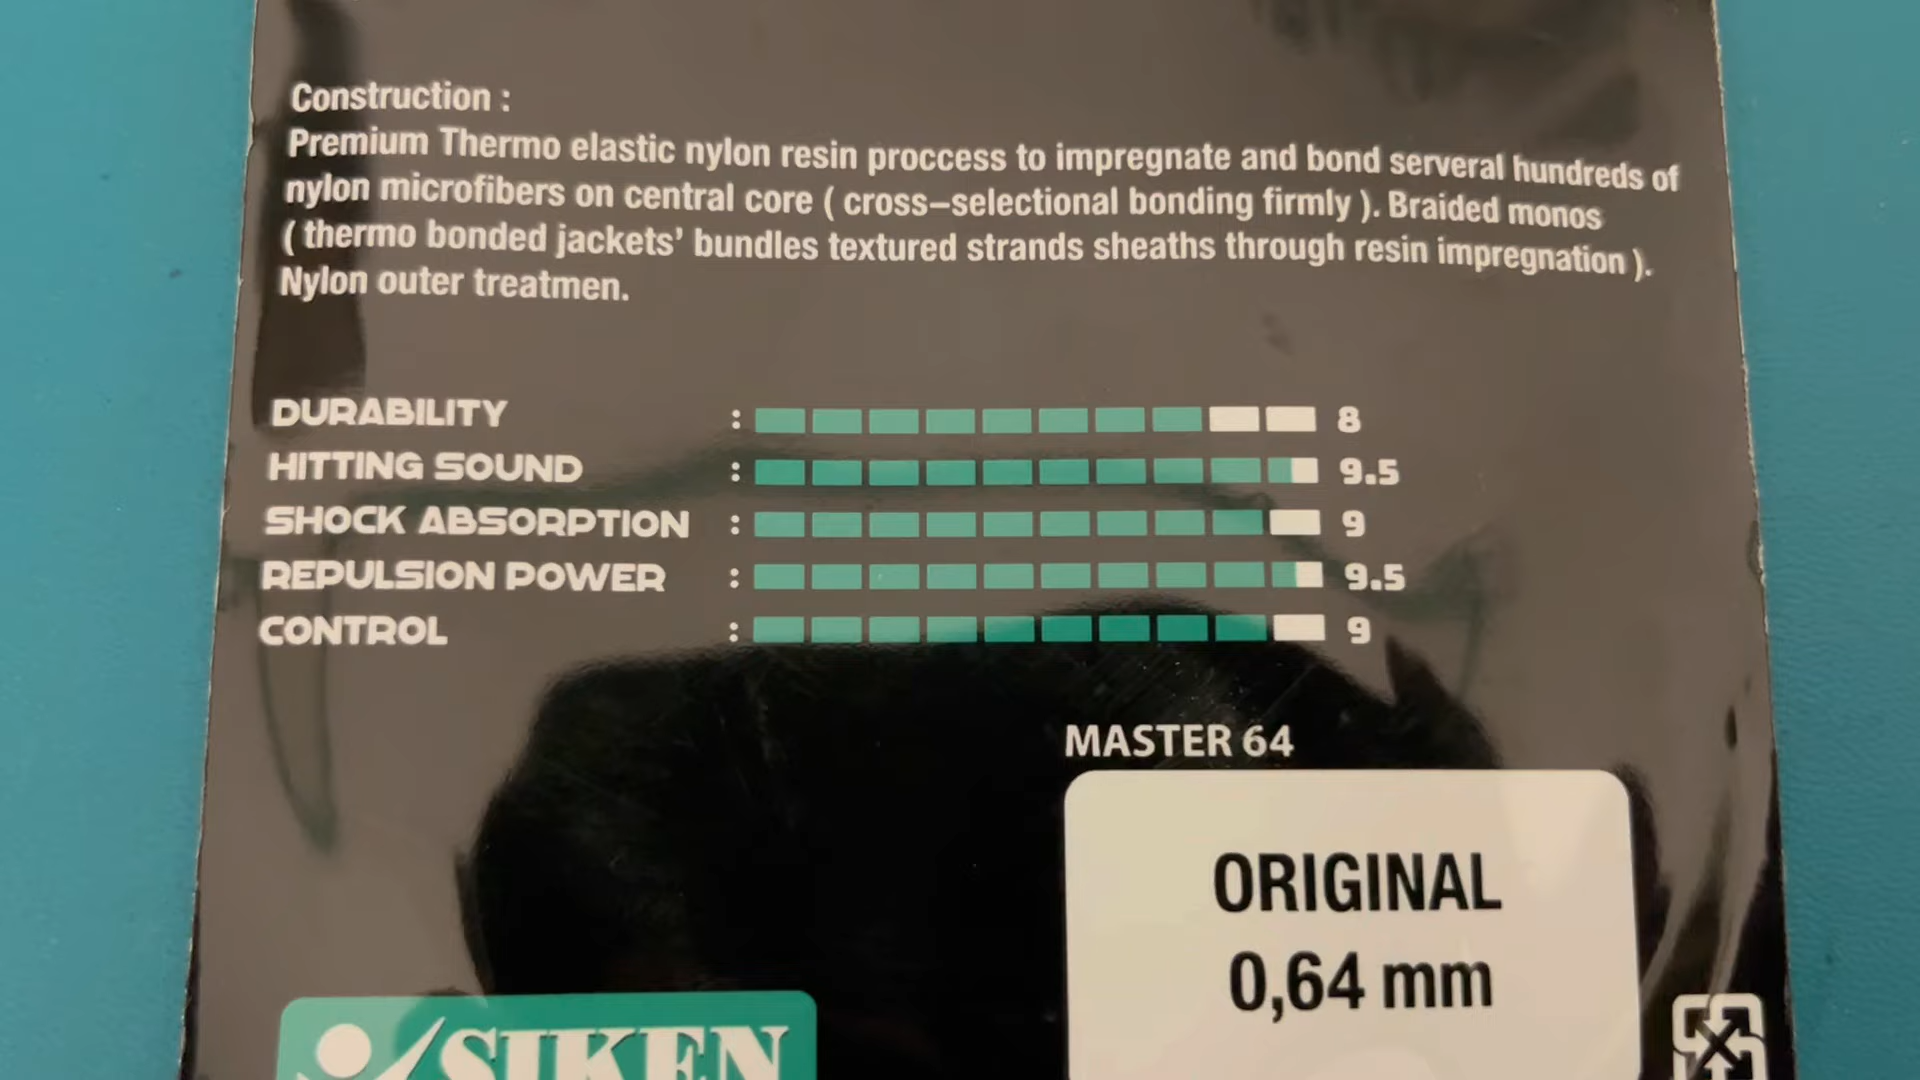 Construction :
Premium Thermo elastic nylon resin proccess to impregnate and bond serveral hundreds of
nylon microfibers on central core ( cross–selectional bonding firmly ). Braided monos
( thermo bonded jackets’ bundles textured strands sheaths through resin impregnation ).
Nylon outer treatmen.
DURABILITY : 8
HITTING SOUND : 9.5
SHOCK ABSORPTION : 9
REPULSION POWER : 9.5
CONTROL : 9
MASTER 64
ORIGINAL
0,64 mm
SIKEN